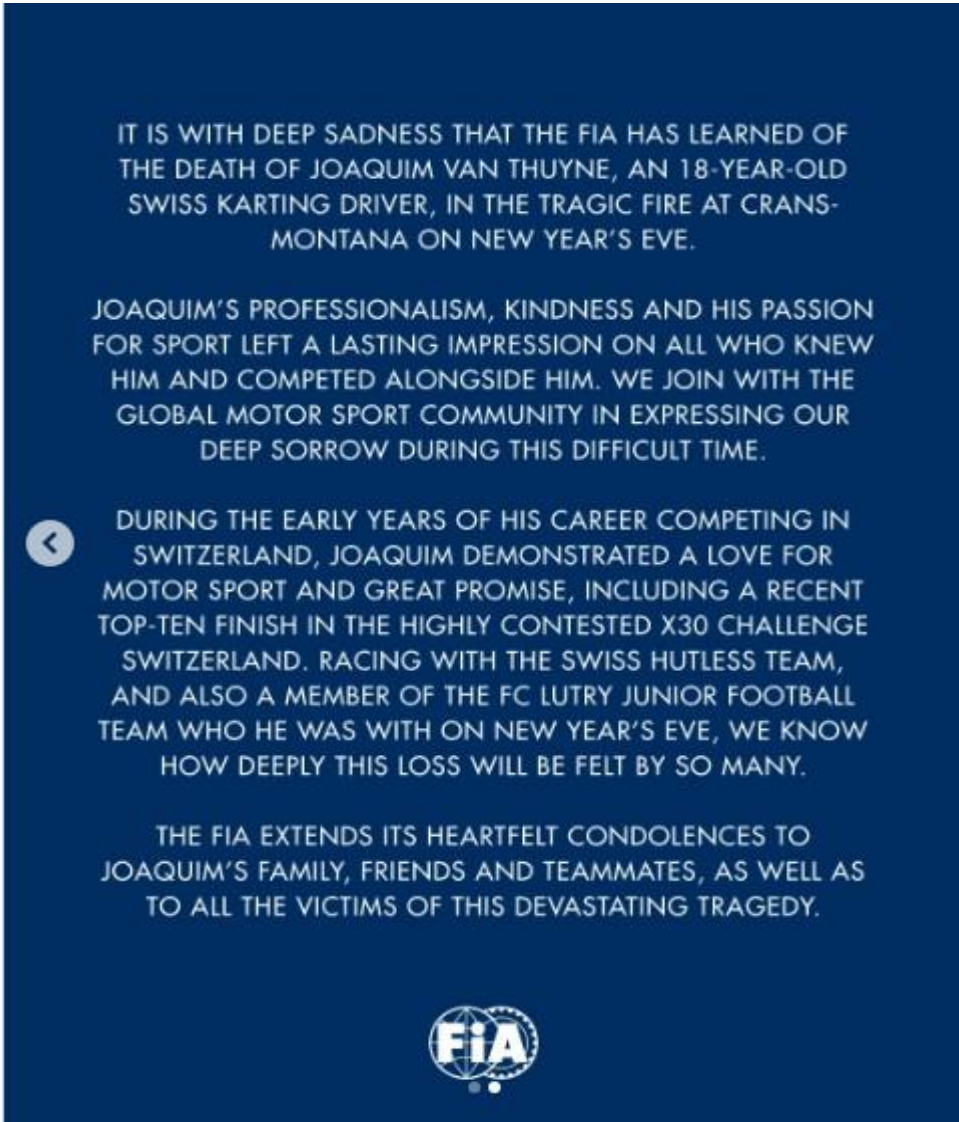 IT IS WITH DEEP SADNESS THAT THE FIA HAS LEARNED OF
THE DEATH OF JOAQUIM VAN THUYNE, AN 18-YEAR-OLD
SWISS KARTING DRIVER, IN THE TRAGIC FIRE AT CRANS-
MONTANA ON NEW YEAR'S EVE.
JOAQUIM'S PROFESSIONALISM, KINDNESS AND HIS PASSION
FOR SPORT LEFT A LASTING IMPRESSION ON ALL WHO KNEW
HIM AND COMPETED ALONGSIDE HIM. WE JOIN WITH THE
GLOBAL MOTOR SPORT COMMUNITY IN EXPRESSING OUR
DEEP SORROW DURING THIS DIFFICULT TIME.
DURING THE EARLY YEARS OF HIS CAREER COMPETING IN
SWITZERLAND, JOAQUIM DEMONSTRATED A LOVE FOR
MOTOR SPORT AND GREAT PROMISE, INCLUDING A RECENT
TOP-TEN FINISH IN THE HIGHLY CONTESTED X30 CHALLENGE
SWITZERLAND. RACING WITH THE SWISS HUTLESS TEAM,
AND ALSO A MEMBER OF THE FC LUTRY JUNIOR FOOTBALL
TEAM WHO HE WAS WITH ON NEW YEAR'S EVE, WE KNOW
HOW DEEPLY THIS LOSS WILL BE FELT BY SO MANY.
THE FIA EXTENDS ITS HEARTFELT CONDOLENCES TO
JOAQUIM'S FAMILY, FRIENDS AND TEAMMATES, AS WELL AS
TO ALL THE VICTIMS OF THIS DEVASTATING TRAGEDY.
FiA